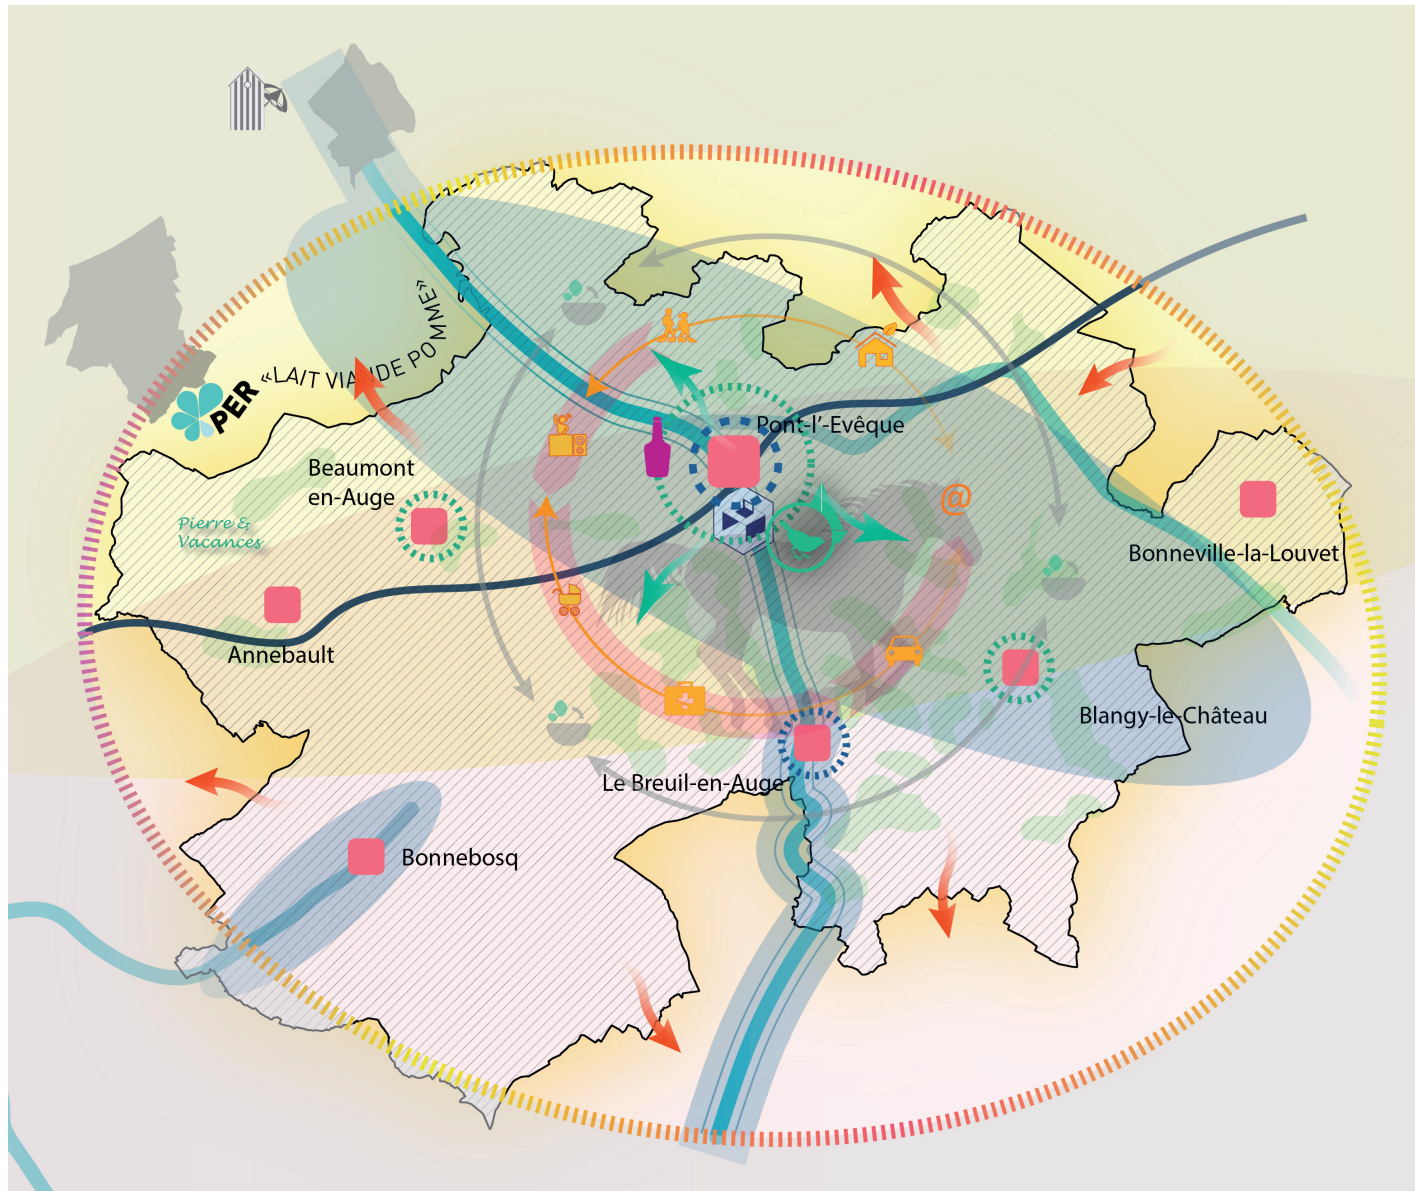 «LAIT VIANDE POMME»
PER
Pont-l'-Evêque
Beaumont
en-Auge
@
Pierre &
Vacances
Bonneville-la-Louvet
Annebault
Blangy-le-Château
Le Breuil-en-Auge
Bonnebosq